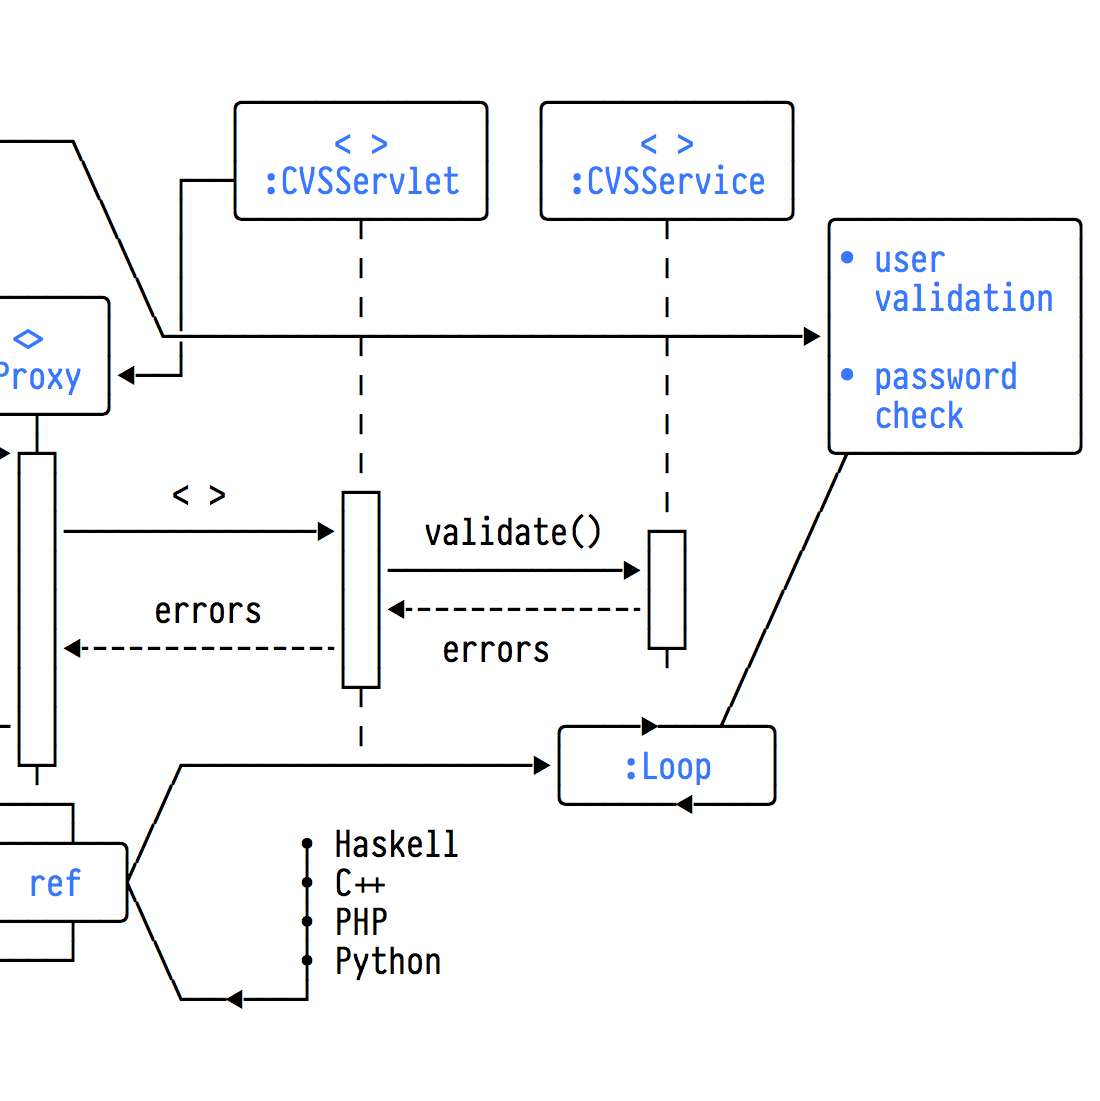 < >
:CVSServlet
< >
:CVSService
• user
validation
• password
check
<>
Proxy
< >
validate()
errors
errors
:Loop
ref
Haskell
C++
PHP
Python